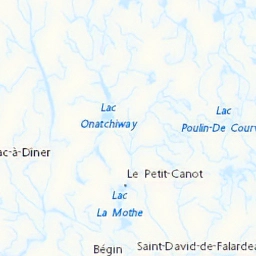 Lac
Onatchiway
Lac
Poulin-De Courv
ac-à-Diner
Le Petit-Canot
Lac
La Mothe
Bégin
Saint-David-de-Falardea